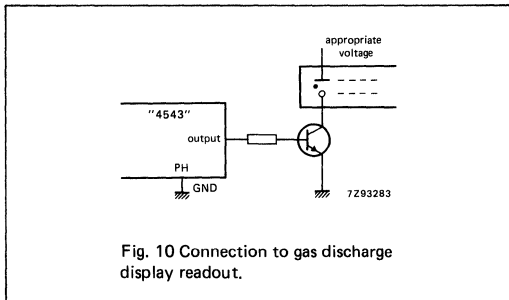 appropriate
voltage
"4543"
output
PH
GND
7Z93283
Fig. 10 Connection to gas discharge
display readout.